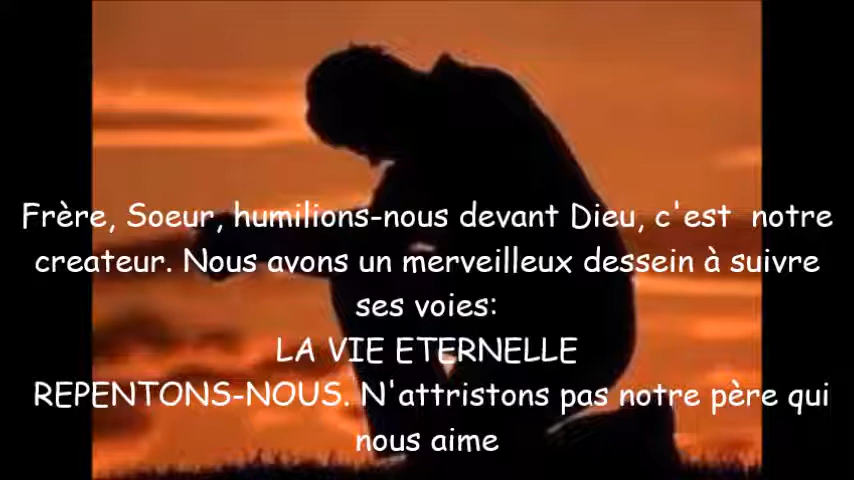 Frère, Soeur, humilions-nous devant Dieu, c'est  notre
createur. Nous avons un merveilleux dessein à suivre
ses voies:
LA VIE ETERNELLE
REPENTONS-NOUS. N'attristons pas notre père qui
nous aime